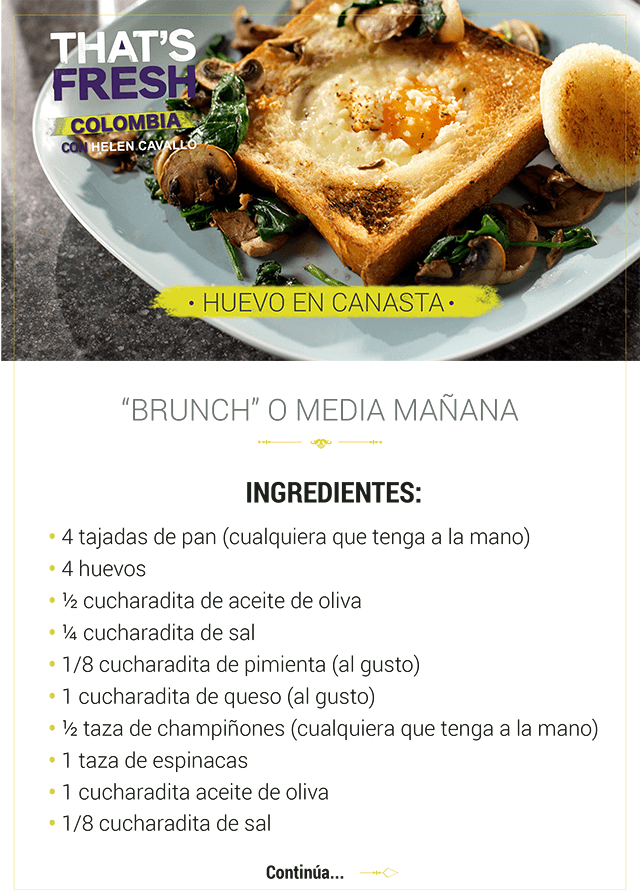 THAT'S
FRESH
COLOMBIA
CON HELEN CAVALLO
• HUEVO EN CANASTA •
“BRUNCH” O MEDIA MAÑANA
INGREDIENTES:
• 4 tajadas de pan (cualquiera que tenga a la mano)
• 4 huevos
• ½ cucharadita de aceite de oliva
• ¼ cucharadita de sal
• 1/8 cucharadita de pimienta (al gusto)
• 1 cucharadita de queso (al gusto)
• ½ taza de champiñones (cualquiera que tenga a la mano)
• 1 taza de espinacas
• 1 cucharadita aceite de oliva
• 1/8 cucharadita de sal
Continúa...